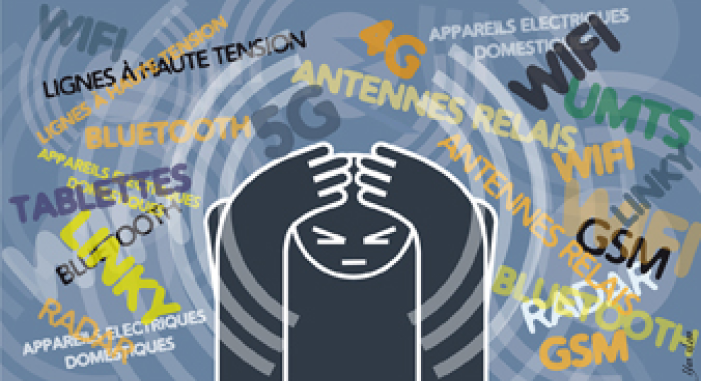 WIFI
LIGNES À HAUTE TENSION
LIGNES À HAUTE TENSION
4G
APPAREILS ELECTRIQUES
DOMESTIQUES
WIFI
ANTENNES RELAIS
UMTS
5G
BLUETOOTH
WIFI
APPAREILS ELECTRIQUES
DOMESTIQUES
TABLETTES
ANTENNES RELAIS
LINKY
WIFI
WIFI
BLUETOOTH
LINKY
GSM
BLUETOOTH
RADAR
RADAR
APPAREILS ELECTRIQUES
DOMESTIQUES
GSM